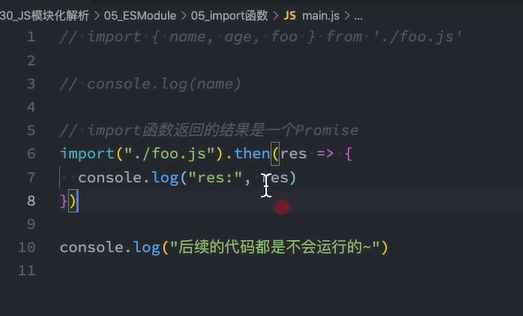 30_JS模块化解析 > 05_ESModule > 05_import函数 > JS main.js > ...
1 // import { name, age, foo } from './foo.js'
2
3 // console.log(name)
4
5 // import函数返回的结果是一个Promise
6 import("./foo.js").then(res => {
7 console.log("res:", res)
8 })
9
10 console.log("后续的代码都是不会运行的~")
11